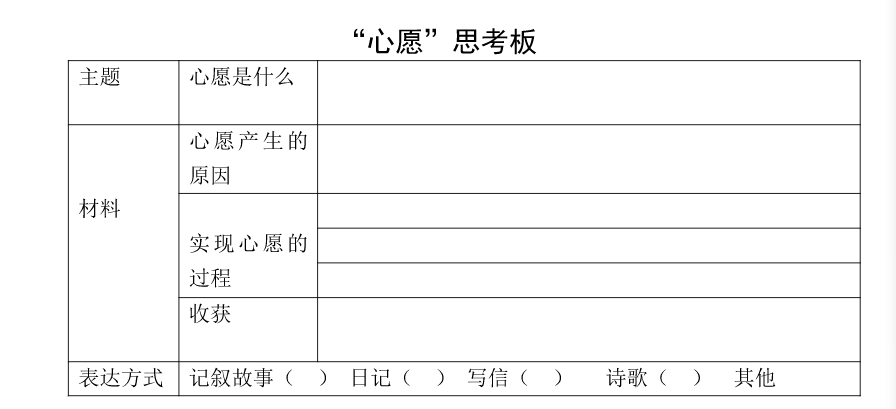 “心愿”思考板
主题 心愿是什么
心愿产生的
原因
材料
实现心愿的
过程
收获
表达方式 记叙故事（ ） 日记（ ） 写信（ ） 诗歌（ ） 其他